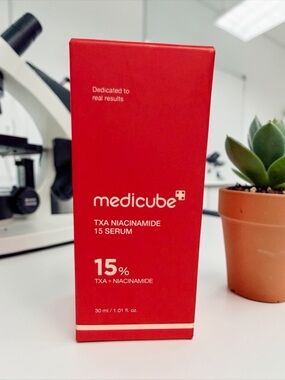 Dedicated to
real results
medicube
TXA NIACINAMIDE
15 SERUM
15%
TXA + NIACINAMIDE
30 ml / 1.01 fl. oz.